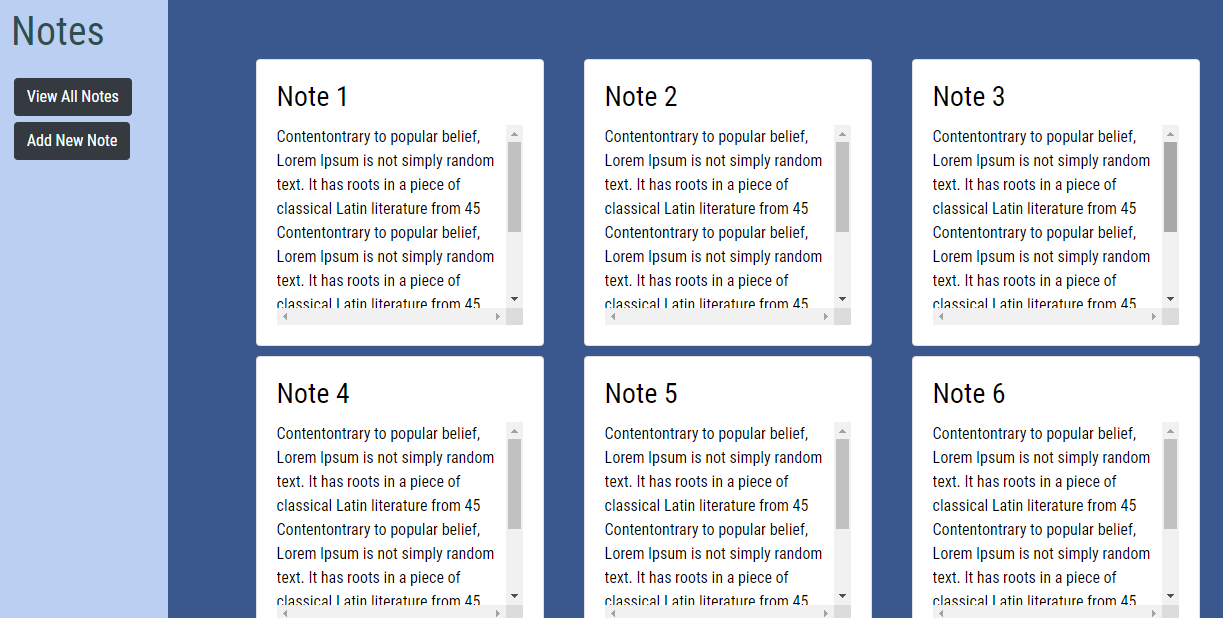 Notes
View All Notes
Add New Note
Note 1
Contentontrary to popular belief,
Lorem Ipsum is not simply random
text. It has roots in a piece of
classical Latin literature from 45
Contentontrary to popular belief,
Lorem Ipsum is not simply random
text. It has roots in a piece of
classical Latin literature from 45
Note 2
Contentontrary to popular belief,
Lorem Ipsum is not simply random
text. It has roots in a piece of
classical Latin literature from 45
Contentontrary to popular belief,
Lorem Ipsum is not simply random
text. It has roots in a piece of
classical Latin literature from 45
Note 3
Contentontrary to popular belief,
Lorem Ipsum is not simply random
text. It has roots in a piece of
classical Latin literature from 45
Contentontrary to popular belief,
Lorem Ipsum is not simply random
text. It has roots in a piece of
classical Latin literature from 45
Note 4
Contentontrary to popular belief,
Lorem Ipsum is not simply random
text. It has roots in a piece of
classical Latin literature from 45
Contentontrary to popular belief,
Lorem Ipsum is not simply random
text. It has roots in a piece of
classical Latin literature from 45
Note 5
Contentontrary to popular belief,
Lorem Ipsum is not simply random
text. It has roots in a piece of
classical Latin literature from 45
Contentontrary to popular belief,
Lorem Ipsum is not simply random
text. It has roots in a piece of
classical Latin literature from 45
Note 6
Contentontrary to popular belief,
Lorem Ipsum is not simply random
text. It has roots in a piece of
classical Latin literature from 45
Contentontrary to popular belief,
Lorem Ipsum is not simply random
text. It has roots in a piece of
classical Latin literature from 45